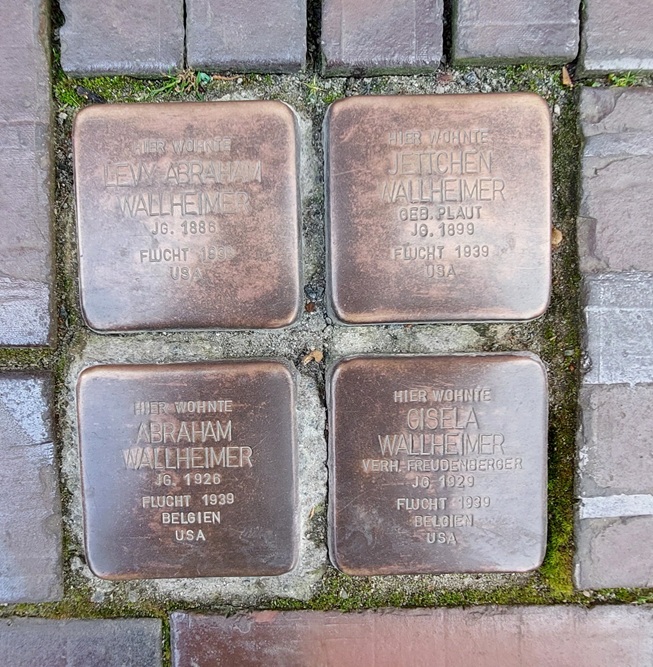 HIER WOHNTE
LEVY ABRAHAM
WALLHEIMER
JG. 1886
FLUCHT 1939
USA
HIER WOHNTE
JETTCHEN
WALLHEIMER
GEB. PLAUT
JG. 1899
FLUCHT 1939
USA
HIER WOHNTE
ABRAHAM
WALLHEIMER
JG. 1926
FLUCHT 1939
BELGIEN
USA
HIER WOHNTE
GISELA
WALLHEIMER
VERH. FREUDENBERGER
JG. 1929
FLUCHT 1939
BELGIEN
USA